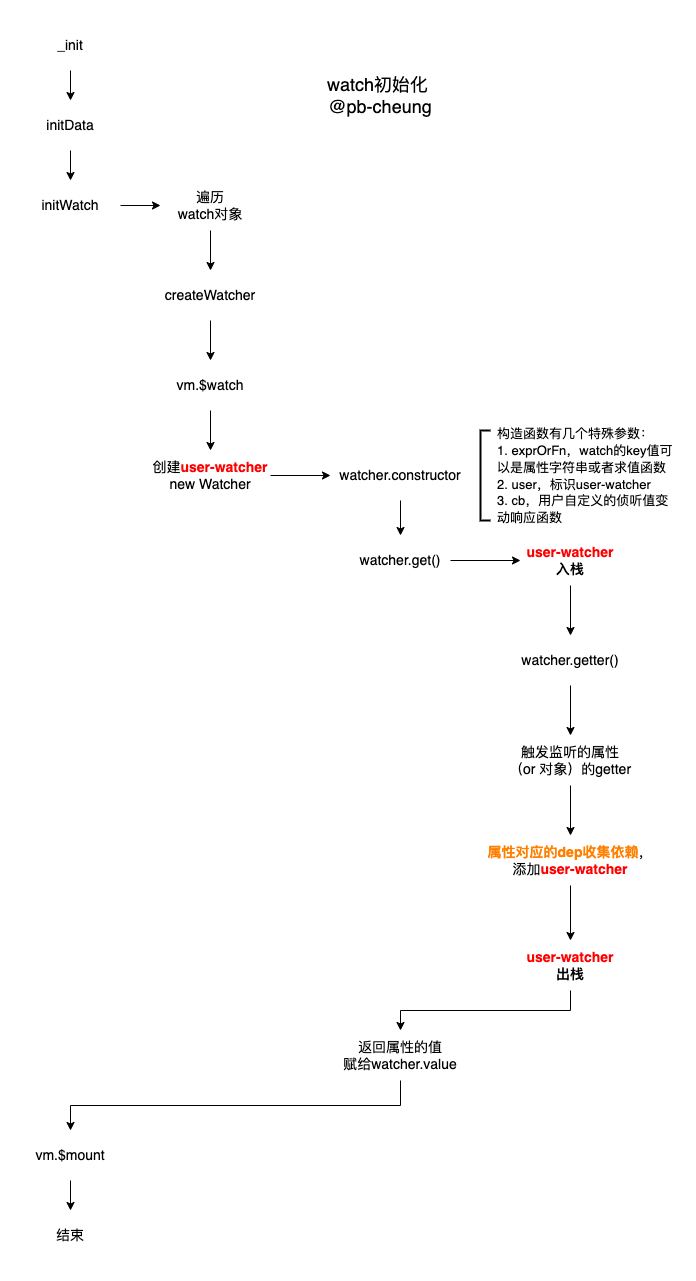 _init
watch初始化
@pb-cheung
initData
initWatch
遍历
watch对象
createWatcher
vm.$watch
创建user-watcher
new Watcher
watcher.constructor
构造函数有几个特殊参数：
1. exprOrFn，watch的key值可
以是属性字符串或者求值函数
2. user，标识user-watcher
3. cb，用户自定义的侦听值变
动响应函数
watcher.get()
user-watcher
入栈
watcher.getter()
触发监听的属性
（or 对象）的getter
属性对应的dep收集依赖，
添加user-watcher
user-watcher
出栈
返回属性的值
赋给watcher.value
vm.$mount
结束